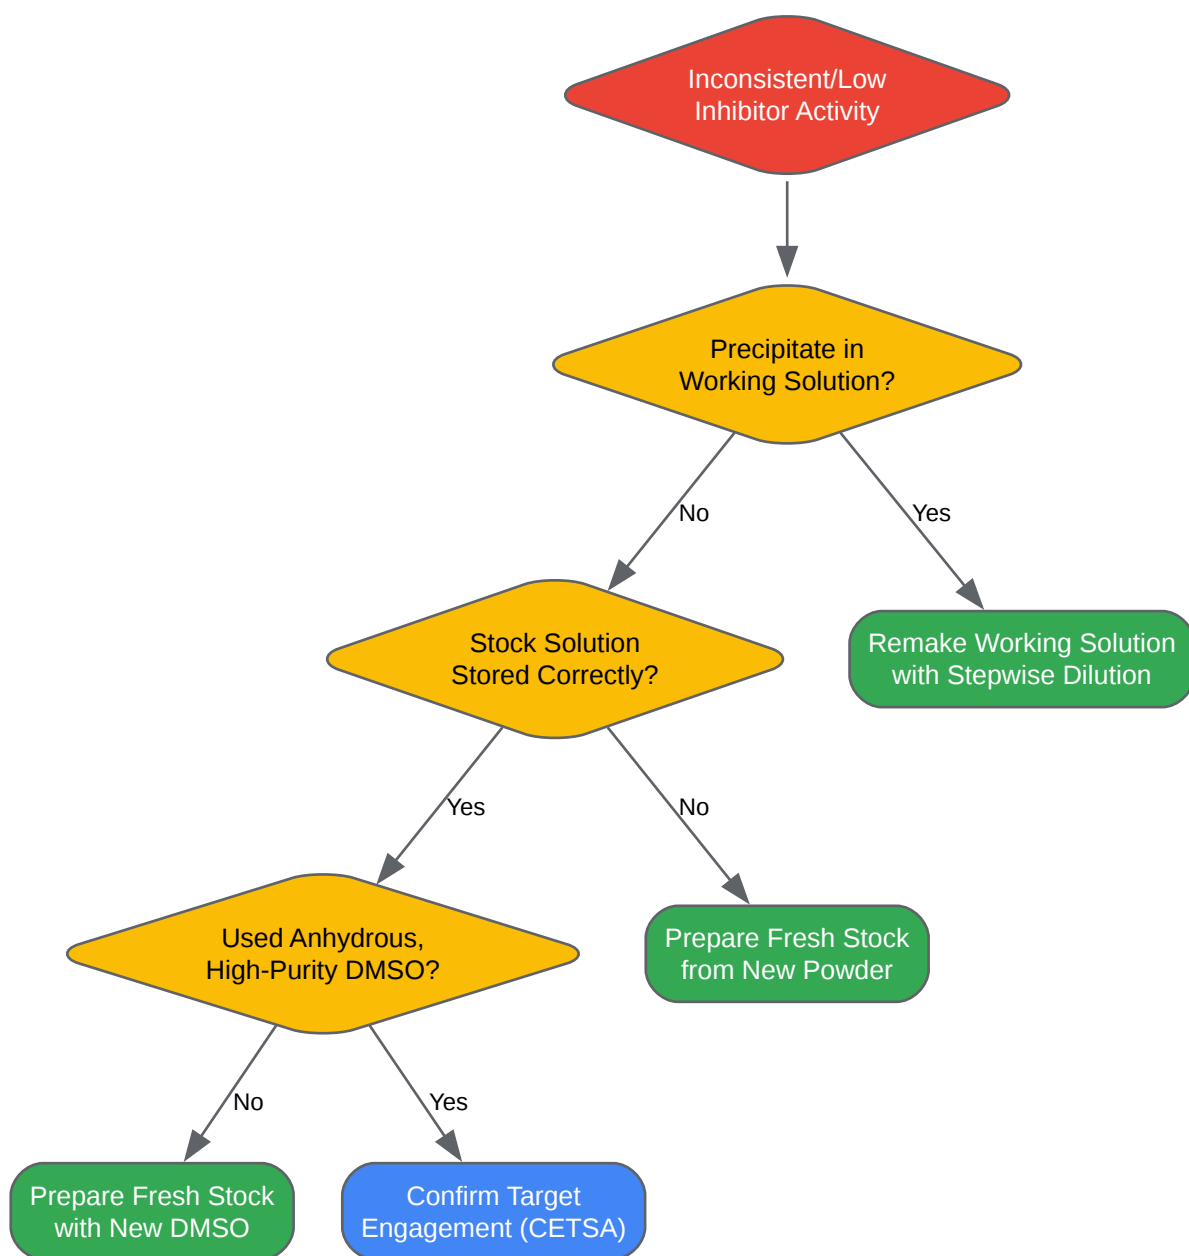 Inconsistent/Low
Inhibitor Activity
Precipitate in
Working Solution?
No
Yes
Stock Solution
Stored Correctly?
Remake Working Solution
with Stepwise Dilution
Yes
No
Used Anhydrous,
High-Purity DMSO?
Prepare Fresh Stock
from New Powder
No
Yes
Prepare Fresh Stock
with New DMSO
Confirm Target
Engagement (CETSA)